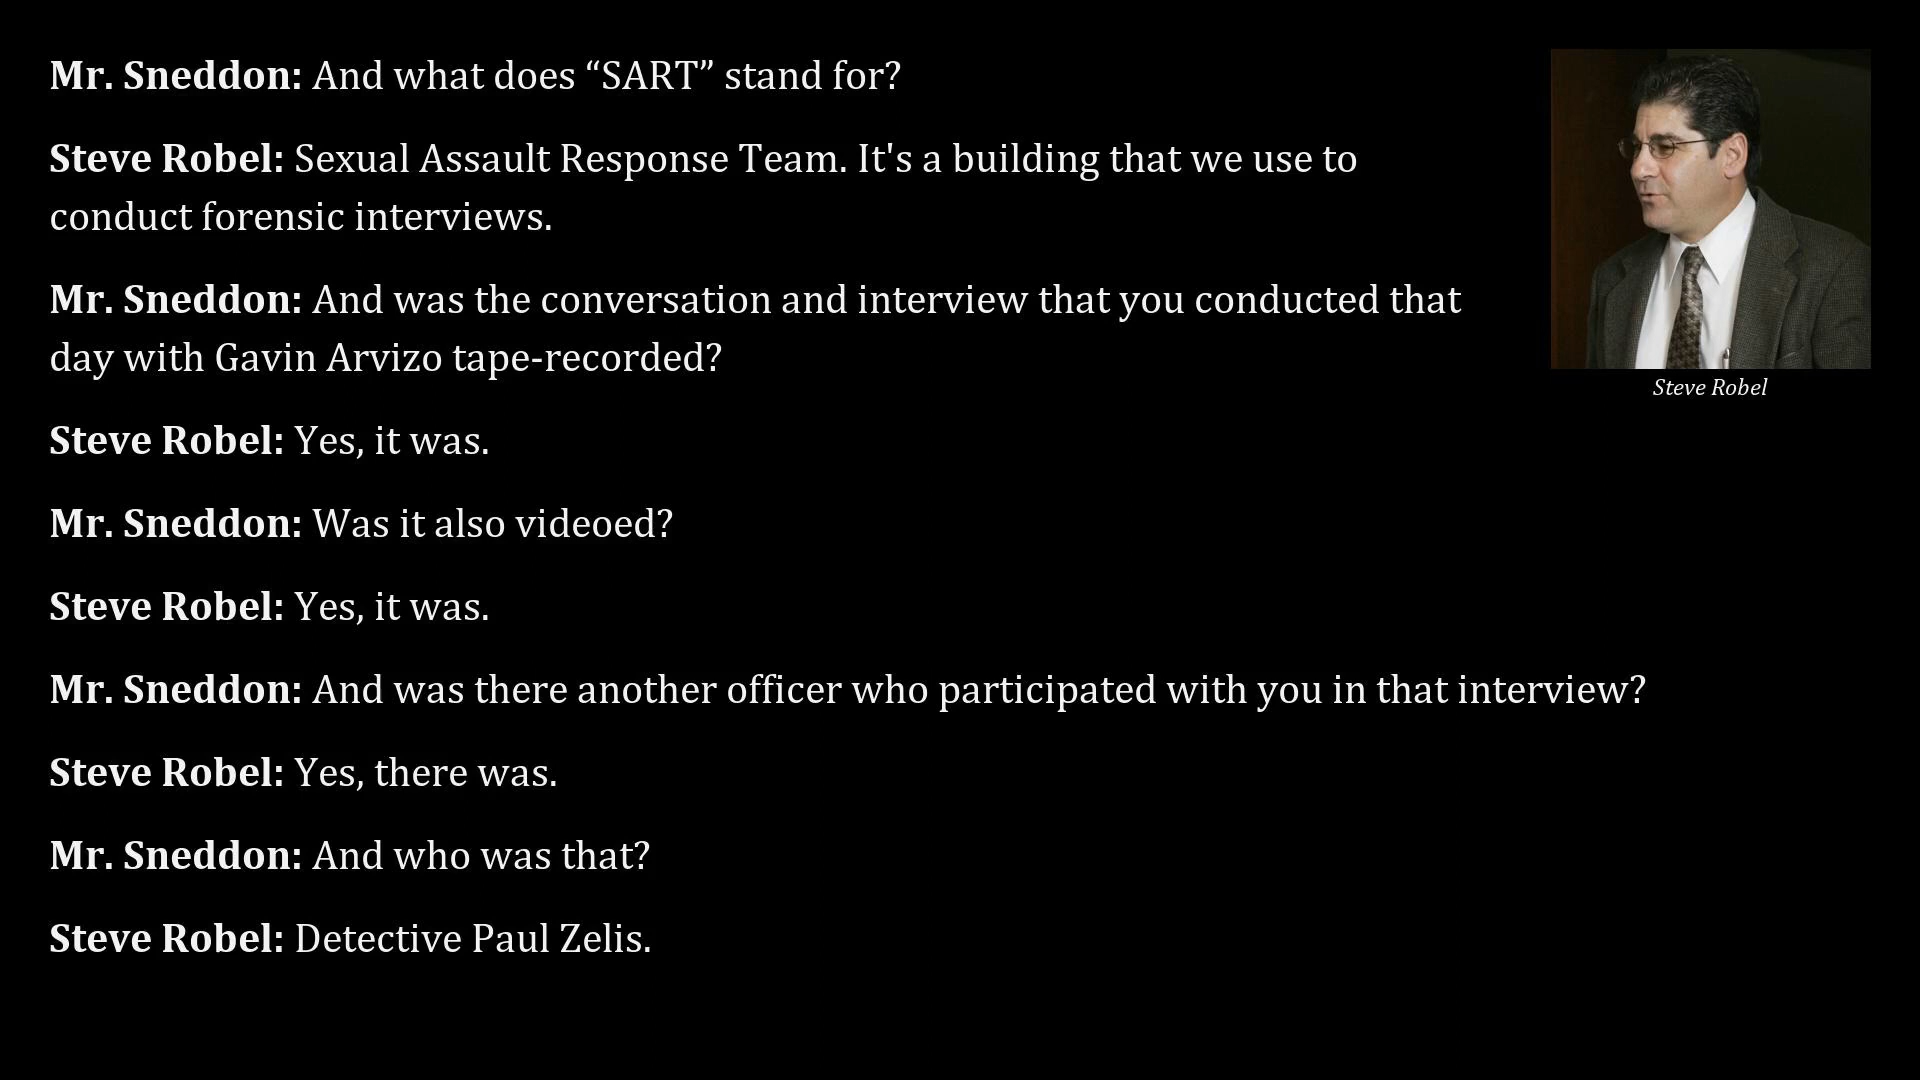 Mr. Sneddon: And what does “SART” stand for?
Steve Robel: Sexual Assault Response Team. It's a building that we use to
conduct forensic interviews.
Mr. Sneddon: And was the conversation and interview that you conducted that
day with Gavin Arvizo tape-recorded?
Steve Robel: Yes, it was.
Mr. Sneddon: Was it also videoed?
Steve Robel: Yes, it was.
Mr. Sneddon: And was there another officer who participated with you in that interview?
Steve Robel: Yes, there was.
Mr. Sneddon: And who was that?
Steve Robel: Detective Paul Zelis.
Steve Robel